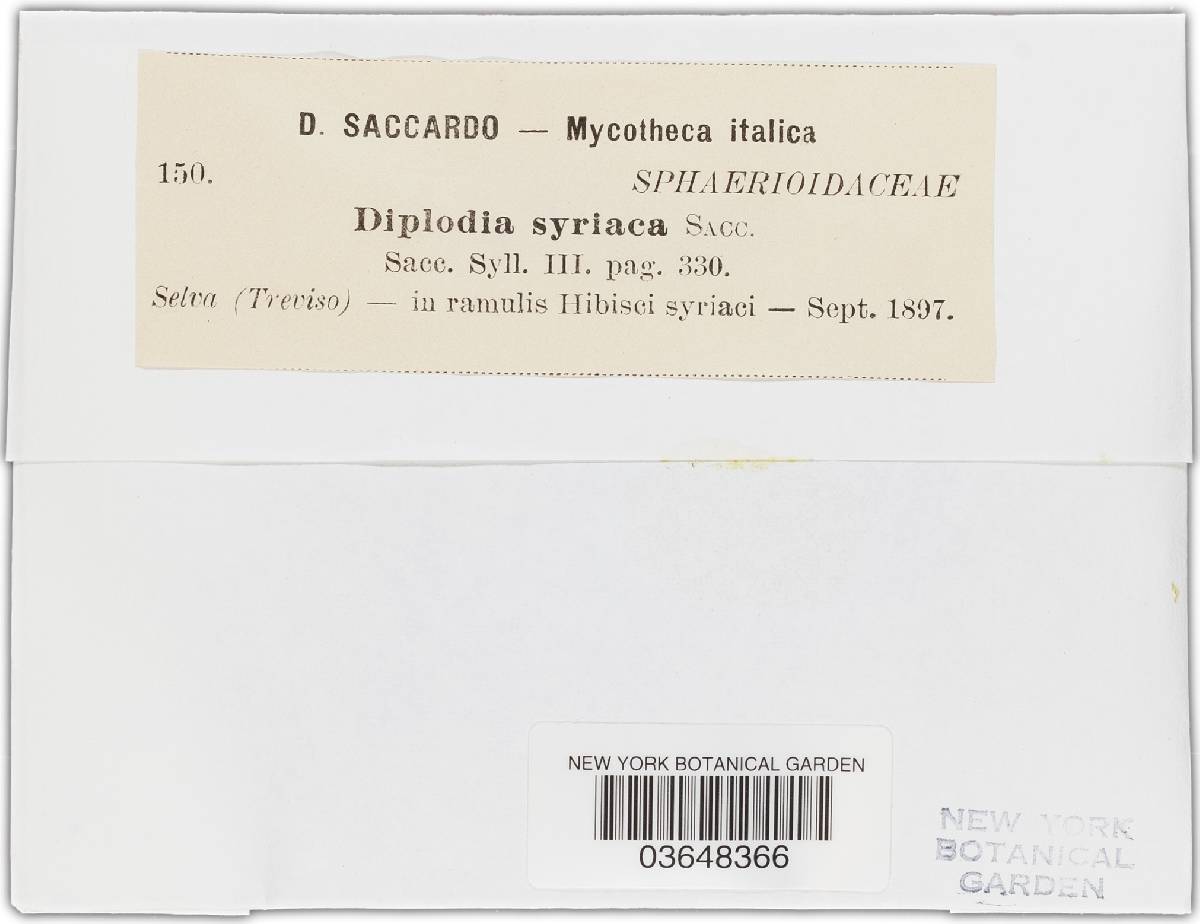 D. SACCARDO — Mycotheca italica
150.
SPHAERIOIDACEAE
Diplodia syriaca SACC.
Sacc. Syll. III. pag. 330.
Selva (Treviso) — in ramulis Hibisci syriaci — Sept. 1897.
NEW YORK BOTANICAL GARDEN
03648366
NEW YORK
BOTANICAL
GARDEN